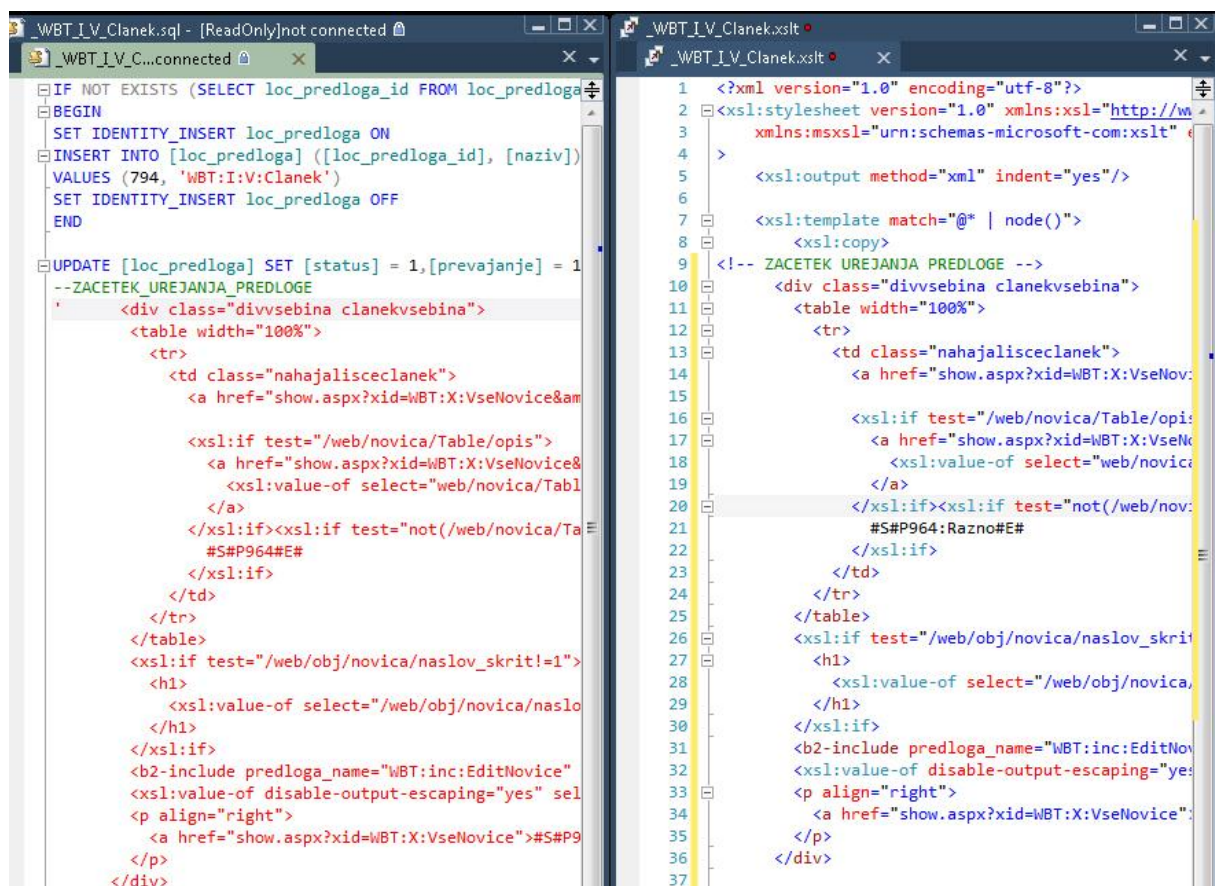 _WBT_I_V_Clanek.sql - [ReadOnly]not connected
_WBT_I_V_C...connected
IF NOT EXISTS (SELECT loc_predloga_id FROM loc_predloga
BEGIN
SET IDENTITY_INSERT loc_predloga ON
INSERT INTO [loc_predloga] ([loc_predloga_id], [naziv])
VALUES (794, 'WBT:I:V:Clanek')
SET IDENTITY_INSERT loc_predloga OFF
END
UPDATE [loc_predloga] SET [status] = 1,[prevajanje] = 1
--ZACETEK_UREJANJA_PREDLOGE
' <div class="divvsebina clanekvsebina">
<table width="100%">
<tr>
<td class="nahajalisceclanek">
<a href="show.aspx?xid=WBT:X:VseNovice&am
<xsl:if test="/web/novica/Table/opis">
<a href="show.aspx?xid=WBT:X:VseNovice&
<xsl:value-of select="web/novica/Tabl
</a>
</xsl:if><xsl:if test="not(/web/novica/Ta
#S#P964#E#
</xsl:if>
</td>
</tr>
</table>
<xsl:if test="/web/obj/novica/naslov_skrit!=1">
<h1>
<xsl:value-of select="/web/obj/novica/naslo
</h1>
</xsl:if>
<b2-include predloga_name="WBT:inc:EditNovice"
<xsl:value-of disable-output-escaping="yes" sel
<p align="right">
<a href="show.aspx?xid=WBT:X:VseNovice">#S#P9
</p>
</div>
_WBT_I_V_Clanek.xslt
_WBT_I_V_Clanek.xslt
1 <?xml version="1.0" encoding="utf-8"?>
2 <xsl:stylesheet version="1.0" xmlns:xsl="http://ww
3 xmlns:msxsl="urn:schemas-microsoft-com:xslt" e
4 >
5 <xsl:output method="xml" indent="yes"/>
6
7 <xsl:template match="@* | node()">
8 <xsl:copy>
9 <!-- ZACETEK UREJANJA PREDLOGE -->
10 <div class="divvsebina clanekvsebina">
11 <table width="100%">
12 <tr>
13 <td class="nahajalisceclanek">
14 <a href="show.aspx?xid=WBT:X:VseNovi
15
16 <xsl:if test="/web/novica/Table/opis
17 <a href="show.aspx?xid=WBT:X:VseNo
18 <xsl:value-of select="web/novica
19 </a>
20 </xsl:if><xsl:if test="not(/web/novi
21 #S#P964:Razno#E#
22 </xsl:if>
23 </td>
24 </tr>
25 </table>
26 <xsl:if test="/web/obj/novica/naslov_skrit
27 <h1>
28 <xsl:value-of select="/web/obj/novica/
29 </h1>
30 </xsl:if>
31 <b2-include predloga_name="WBT:inc:EditNov
32 <xsl:value-of disable-output-escaping="yes
33 <p align="right">
34 <a href="show.aspx?xid=WBT:X:VseNovice">
35 </p>
36 </div>
37